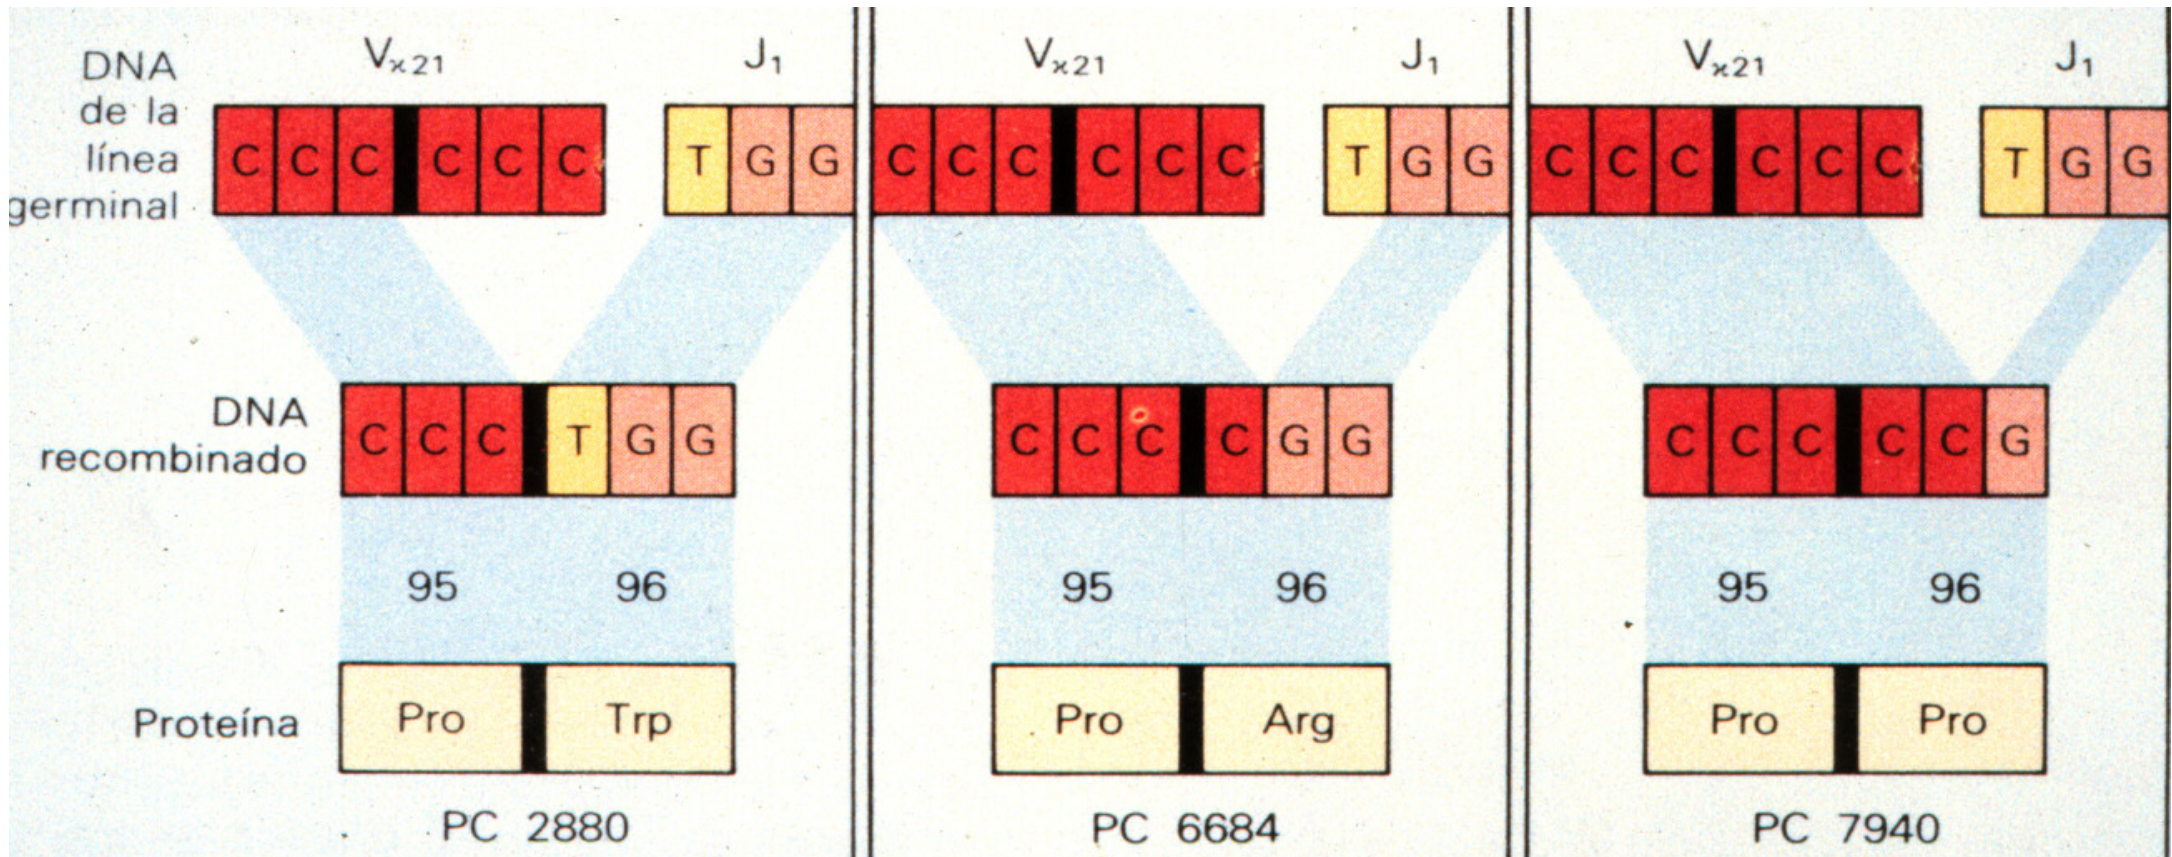 Vϰ21 J1 Vϰ21 J1 Vϰ21 J1
DNA
de la
línea
germinal
C C C C C C T G G C C C C C C T G G C C C C C C T G G
DNA
recombinado
C C C T G G C C C C G G C C C C C G
95 96 95 96 95 96
Proteína
Pro Trp Pro Arg Pro Pro
PC 2880 PC 6684 PC 7940